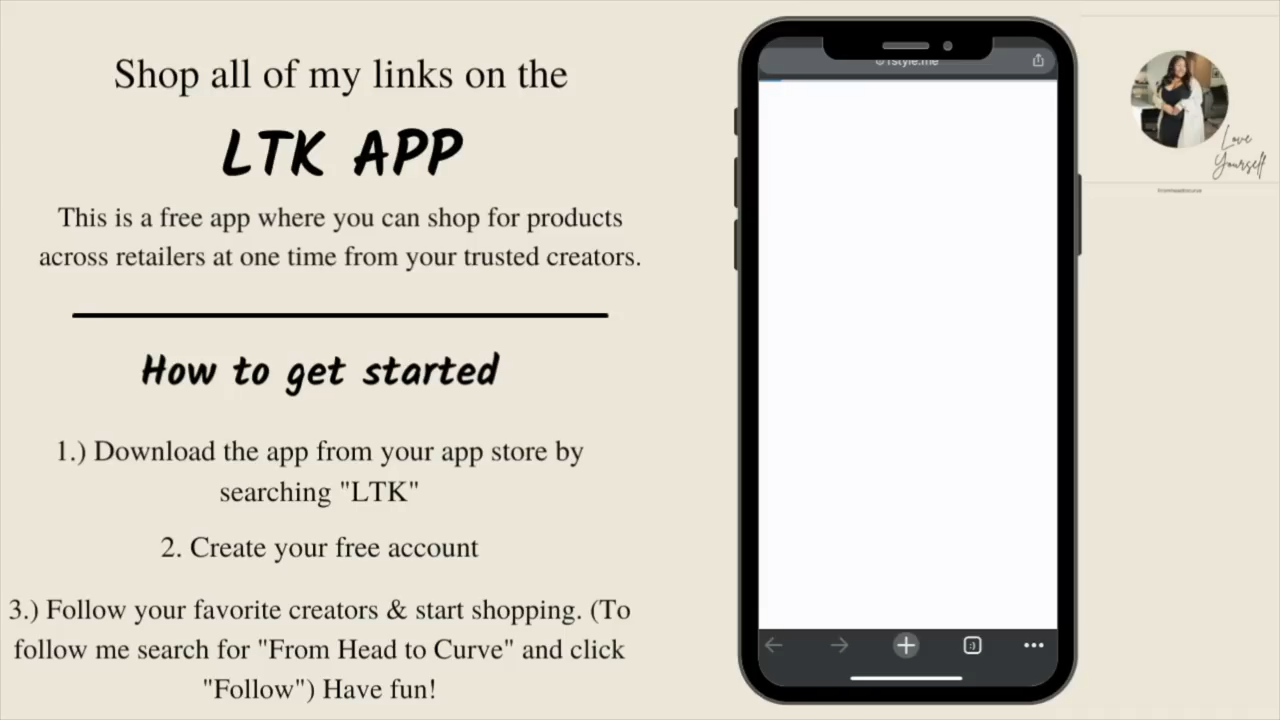 Shop all of my links on the
LTK APP
This is a free app where you can shop for products
across retailers at one time from your trusted creators.
How to get started
1.) Download the app from your app store by
searching "LTK"
2. Create your free account
3.) Follow your favorite creators & start shopping. (To
follow me search for "From Head to Curve" and click
"Follow") Have fun!
rstyle.me
:)
Love
Yourself